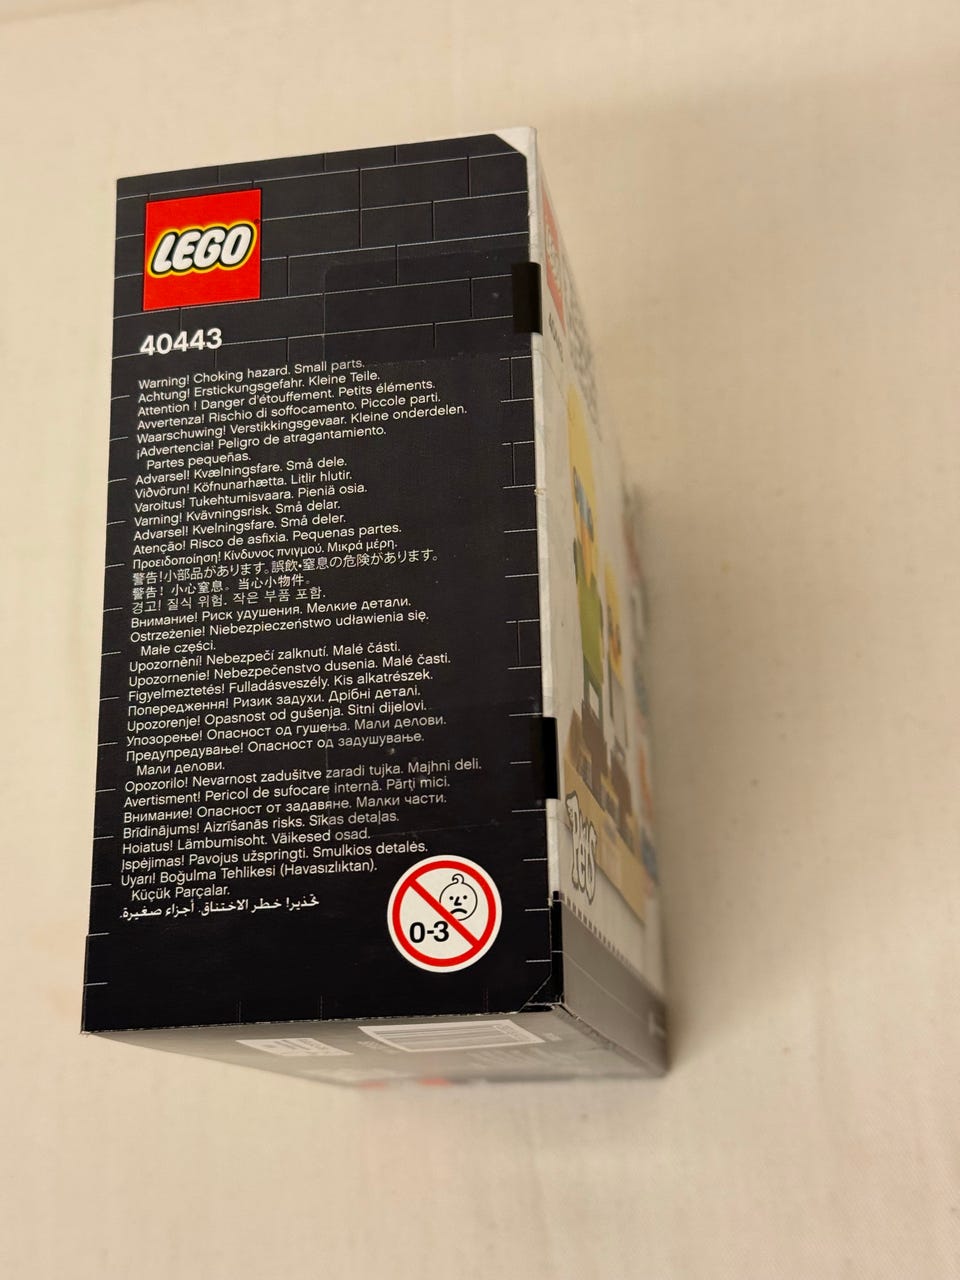 LEGO
40443
Warning! Choking hazard. Small parts.
Achtung! Erstickungsgefahr. Kleine Teile.
Attention ! Danger d'étouffement. Petits éléments.
Avvertenza! Rischio di soffocamento. Piccole parti.
Waarschuwing! Verstikkingsgevaar. Kleine onderdelen.
¡Advertencia! Peligro de atragantamiento.
Partes pequeñas.
Advarsel! Kvælningsfare. Små dele.
Viðvörun! Köfnunarhætta. Litlir hlutir.
Varoitus! Tukehtumisvaara. Pieniä osia.
Varning! Kvävningsrisk. Små delar.
Advarsel! Kvelningsfare. Små deler.
Atenção! Risco de asfixia. Pequenas partes.
Προειδοποίηση! Κίνδυνος πνιγμού. Μικρά μέρη.
警告!小部品があります。誤飲・窒息の危険があります。
警告！小心窒息。当心小物件。
경고! 질식 위험. 작은 부품 포함.
Внимание! Риск удушения. Мелкие детали.
Ostrzeżenie! Niebezpieczeństwo udławienia się.
Małe części.
Upozornění! Nebezpečí zalknutí. Malé části.
Upozornenie! Nebezpečenstvo dusenia. Malé časti.
Figyelmeztetés! Fulladásveszély. Kis alkatrészek.
Попередження! Ризик задухи. Дрібні деталі.
Upozorenje! Opasnost od gušenja. Sitni dijelovi.
Упозорење! Опасност од гушења. Мали делови.
Предупредување! Опасност од задушување.
Мали делови.
Opozorilo! Nevarnost zadušitve zaradi tujka. Majhni deli.
Avertisment! Pericol de sufocare internă. Părți mici.
Внимание! Опасност от задавяне. Малки части.
Brīdinājums! Aizrīšanās risks. Sīkas detaļas.
Hoiatus! Lämbumisoht. Väikesed osad.
Įspėjimas! Pavojus užspringti. Smulkios detalės.
Uyarı! Boğulma Tehlikesi (Havasızlıktan).
Küçük Parçalar.
تحذير! خطر الاختناق. أجزاء صغيرة.
0-3
Pets